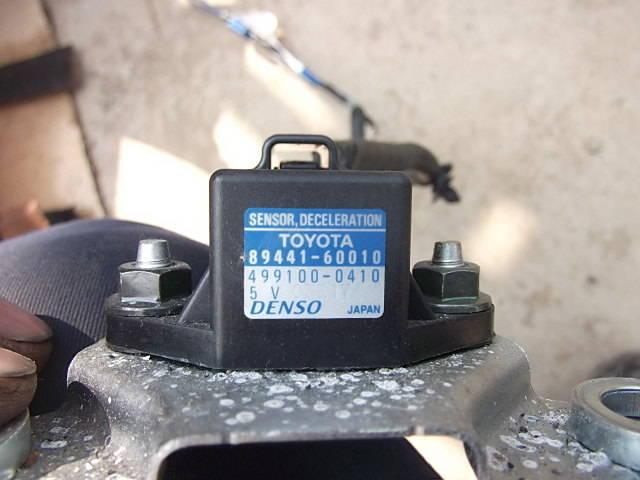 SENSOR, DECELERATION
TOYOTA
89441-60010
499100-0410
5 V
DENSO JAPAN